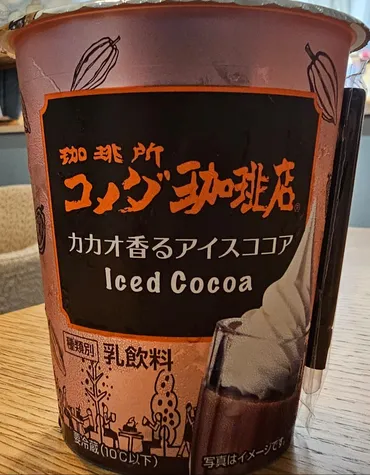 珈琲所
コメダ珈琲店®
カカオ香るアイスココア
Iced Cocoa
種類別 乳飲料
要冷蔵(10℃以下)
写真はイメージです。